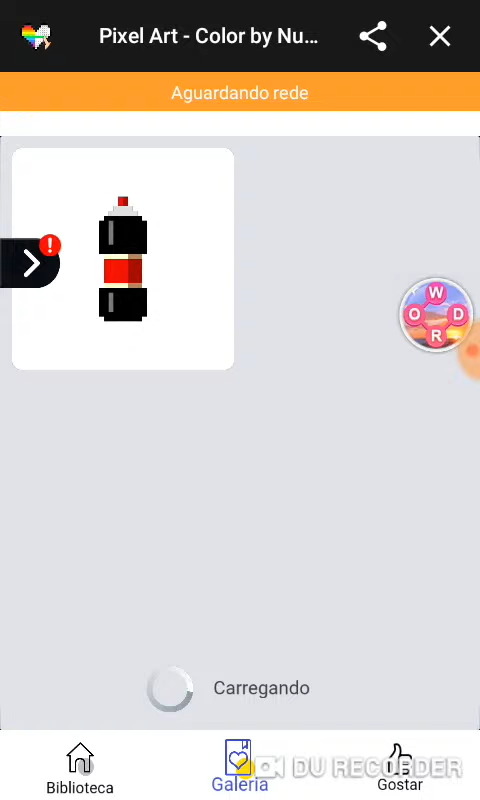 Pixel Art - Color by Nu...
Aguardando rede
!
W
O D
R
Carregando
Biblioteca
Galeria
Gostar
DU RECORDER